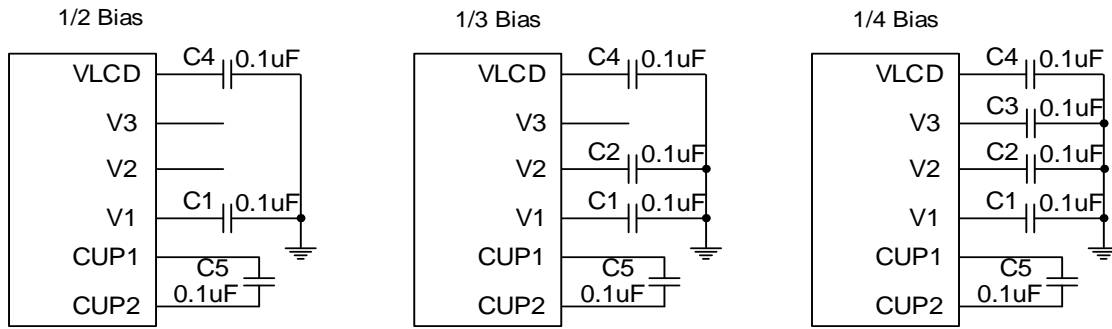 1/2 Bias
VLCD
C4
0.1uF
V3
V2
V1
C1
0.1uF
CUP1
C5
0.1uF
CUP2
1/3 Bias
VLCD
C4
0.1uF
V3
V2
C2
0.1uF
V1
C1
0.1uF
CUP1
C5
0.1uF
CUP2
1/4 Bias
VLCD
C4
0.1uF
V3
C3
0.1uF
V2
C2
0.1uF
V1
C1
0.1uF
CUP1
C5
0.1uF
CUP2